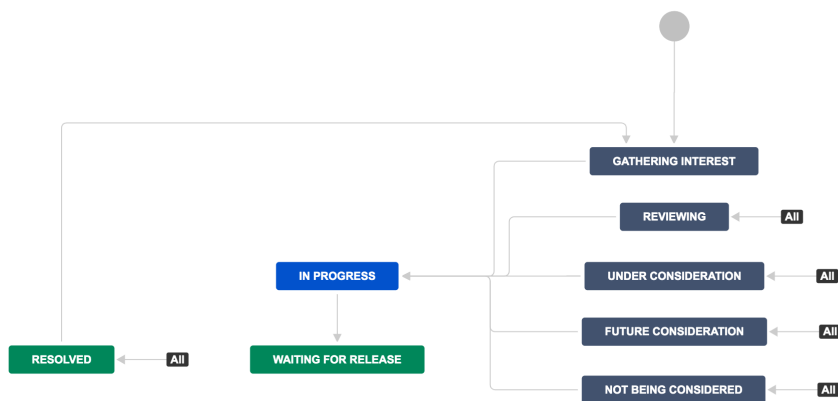 GATHERING INTEREST
REVIEWING
All
IN PROGRESS
UNDER CONSIDERATION
All
FUTURE CONSIDERATION
All
RESOLVED
All
WAITING FOR RELEASE
NOT BEING CONSIDERED
All